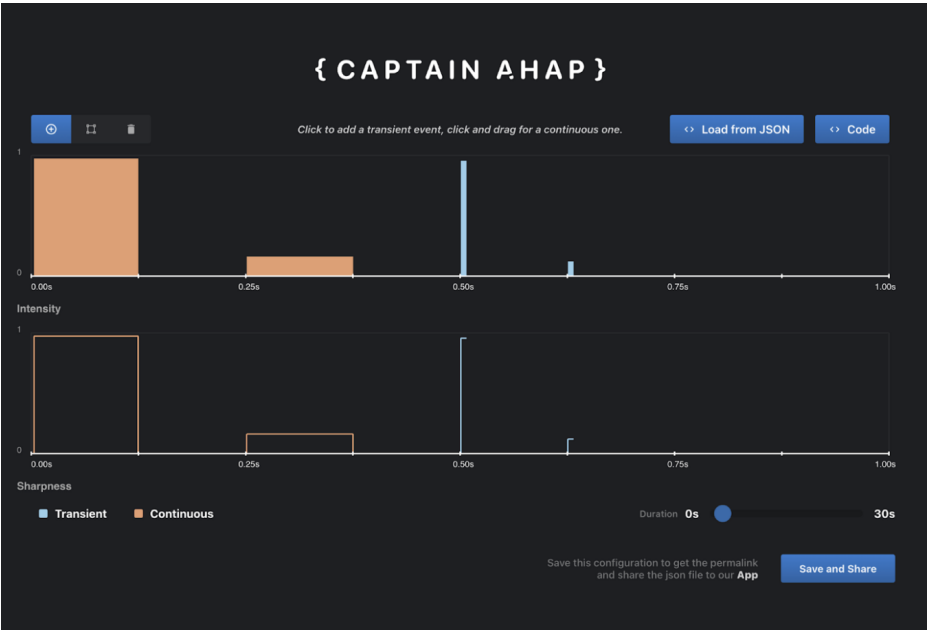 { CAPTAIN AHAP }
Click to add a transient event, click and drag for a continuous one.
<> Load from JSON
<> Code
1
0
0.00s 0.25s 0.50s 0.75s 1.00s
Intensity
1
0
0.00s 0.25s 0.50s 0.75s 1.00s
Sharpness
Transient Continuous
Duration 0s 30s
Save this configuration to get the permalink
and share the json file to our App
Save and Share